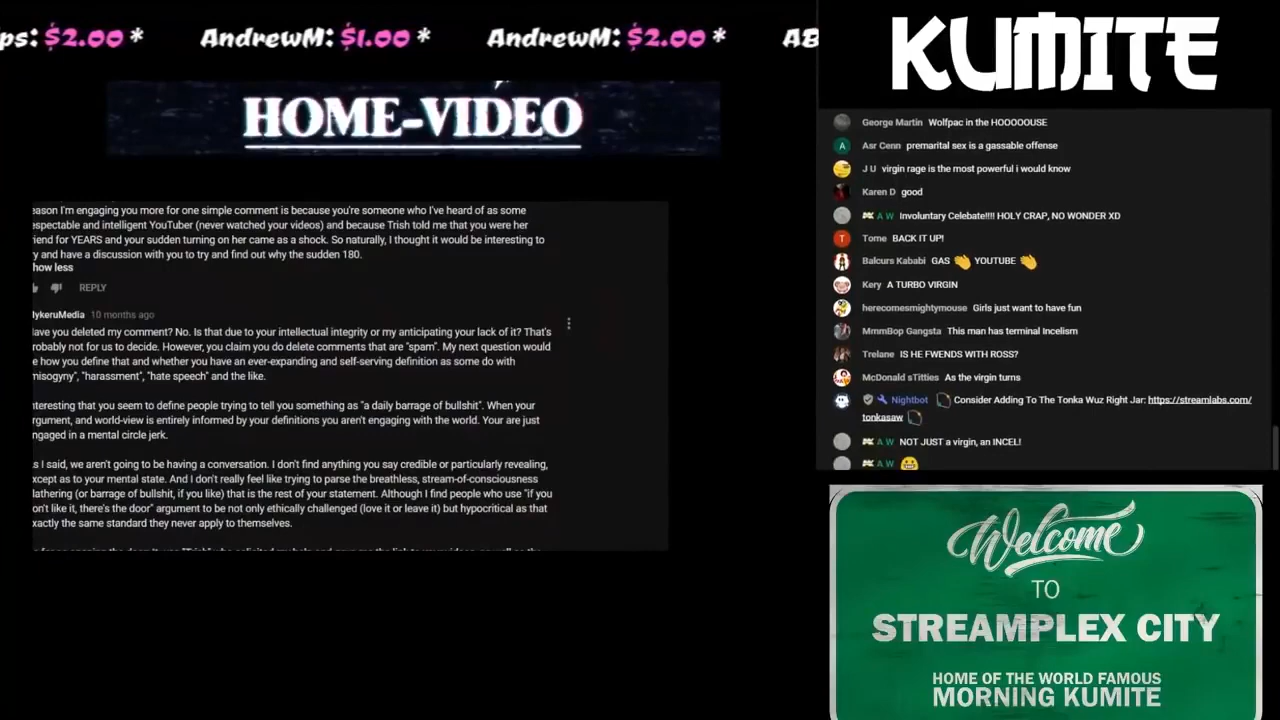 ps: $2.00 * AndrewM: $1.00 * AndrewM: $2.00 * AB
KUMITE
HOME-VIDEO
eason I'm engaging you more for one simple comment is because you're someone who I've heard of as some
espectable and intelligent YouTuber (never watched your videos) and because Trish told me that you were her
riend for YEARS and your sudden turning on her came as a shock. So naturally, I thought it would be interesting to
ry and have a discussion with you to try and find out why the sudden 180.
how less
REPLY
lykeruMedia 10 months ago
lave you deleted my comment? No. Is that due to your intellectual integrity or my anticipating your lack of it? That's
robably not for us to decide. However, you claim you do delete comments that are "spam". My next question would
e how you define that and whether you have an ever-expanding and self-serving definition as some do with
misogyny", "harassment", "hate speech" and the like.
nteresting that you seem to define people trying to tell you something as "a daily barrage of bullshit". When your
rgument, and world-view is entirely informed by your definitions you aren't engaging with the world. Your are just
ngaged in a mental circle jerk.
s I said, we aren't going to be having a conversation. I don't find anything you say credible or particularly revealing,
xcept as to your mental state. And I don't really feel like trying to parse the breathless, stream-of-consciousness
lathering (or barrage of bullshit, if you like) that is the rest of your statement. Although I find people who use "if you
on't like it, there's the door" argument to be not only ethically challenged (love it or leave it) but hypocritical as that
xactly the same standard they never apply to themselves.
George Martin Wolfpac in the HOOOOOUSE
A Asr Cenn premarital sex is a gassable offense
J U virgin rage is the most powerful i would know
Karen D good
A W Involuntary Celebate!!!! HOLY CRAP, NO WONDER XD
T Tome BACK IT UP!
Balcurs Kababi GAS 👏 YOUTUBE 👏
Kery A TURBO VIRGIN
herecomesmightymouse Girls just want to have fun
MmmBop Gangsta This man has terminal Incelism
Trelane IS HE FWENDS WITH ROSS?
McDonald sTitties As the virgin turns
Nightbot Consider Adding To The Tonka Wuz Right Jar: https://streamlabs.com/
tonkasaw
A W NOT JUST a virgin, an INCEL!
A W 😬
Welcome
TO
STREAMPLEX CITY
HOME OF THE WORLD FAMOUS
MORNING KUMITE